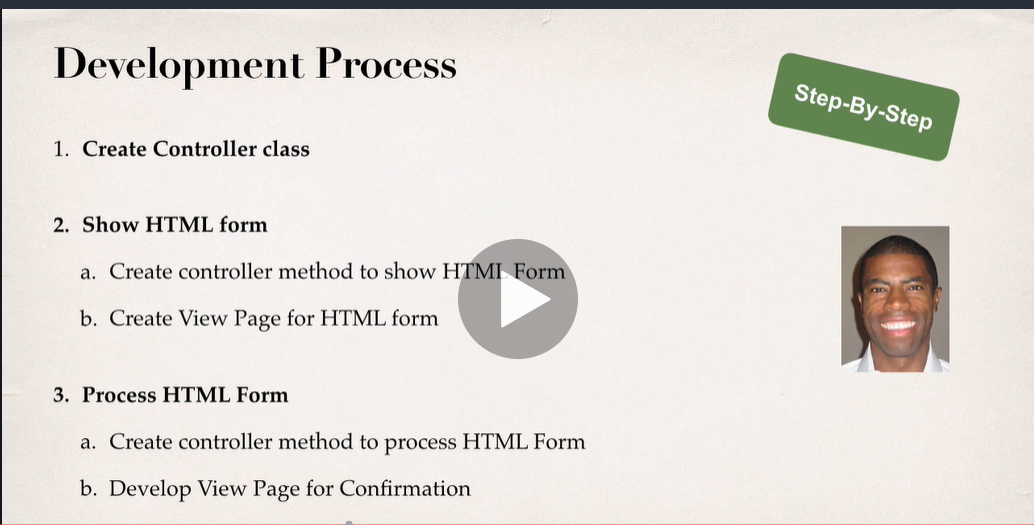 Development Process
Step-By-Step
1. Create Controller class
2. Show HTML form
a. Create controller method to show HTML Form
b. Create View Page for HTML form
3. Process HTML Form
a. Create controller method to process HTML Form
b. Develop View Page for Confirmation